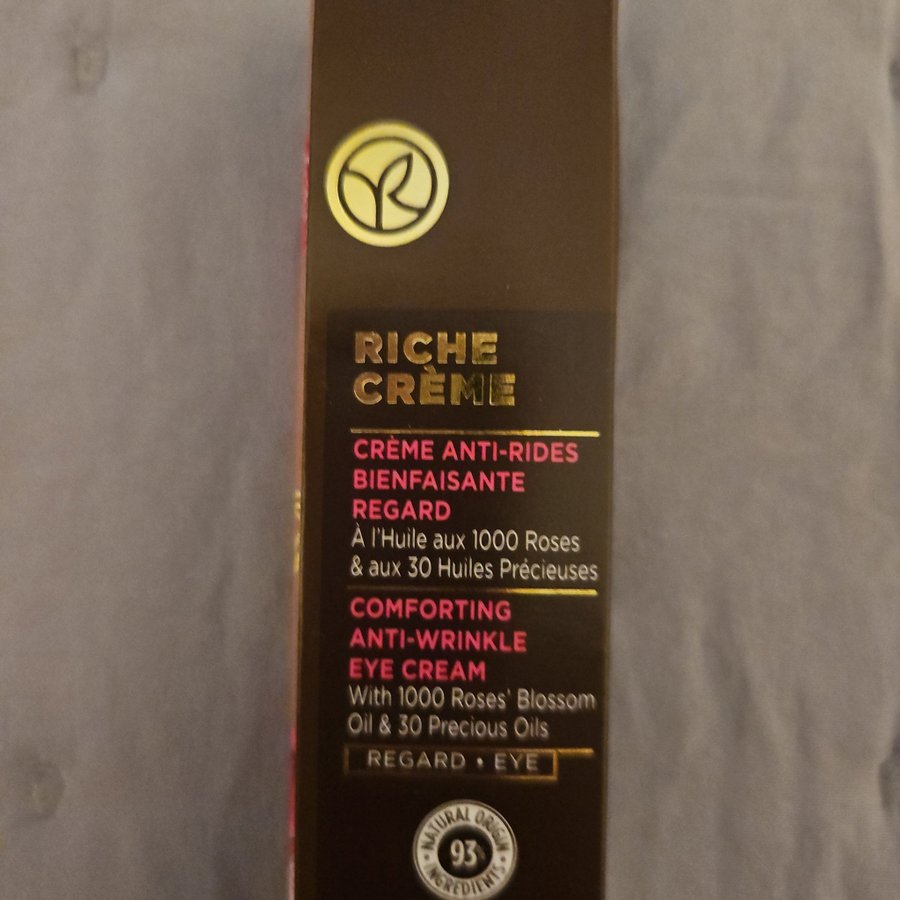 RICHE
CRÈME
CRÈME ANTI-RIDES
BIENFAISANTE
REGARD
À l'Huile aux 1000 Roses
& aux 30 Huiles Précieuses
COMFORTING
ANTI-WRINKLE
EYE CREAM
With 1000 Roses' Blossom
Oil & 30 Precious Oils
REGARD • EYE
NATURAL ORIGIN
93%
INGREDIENTS